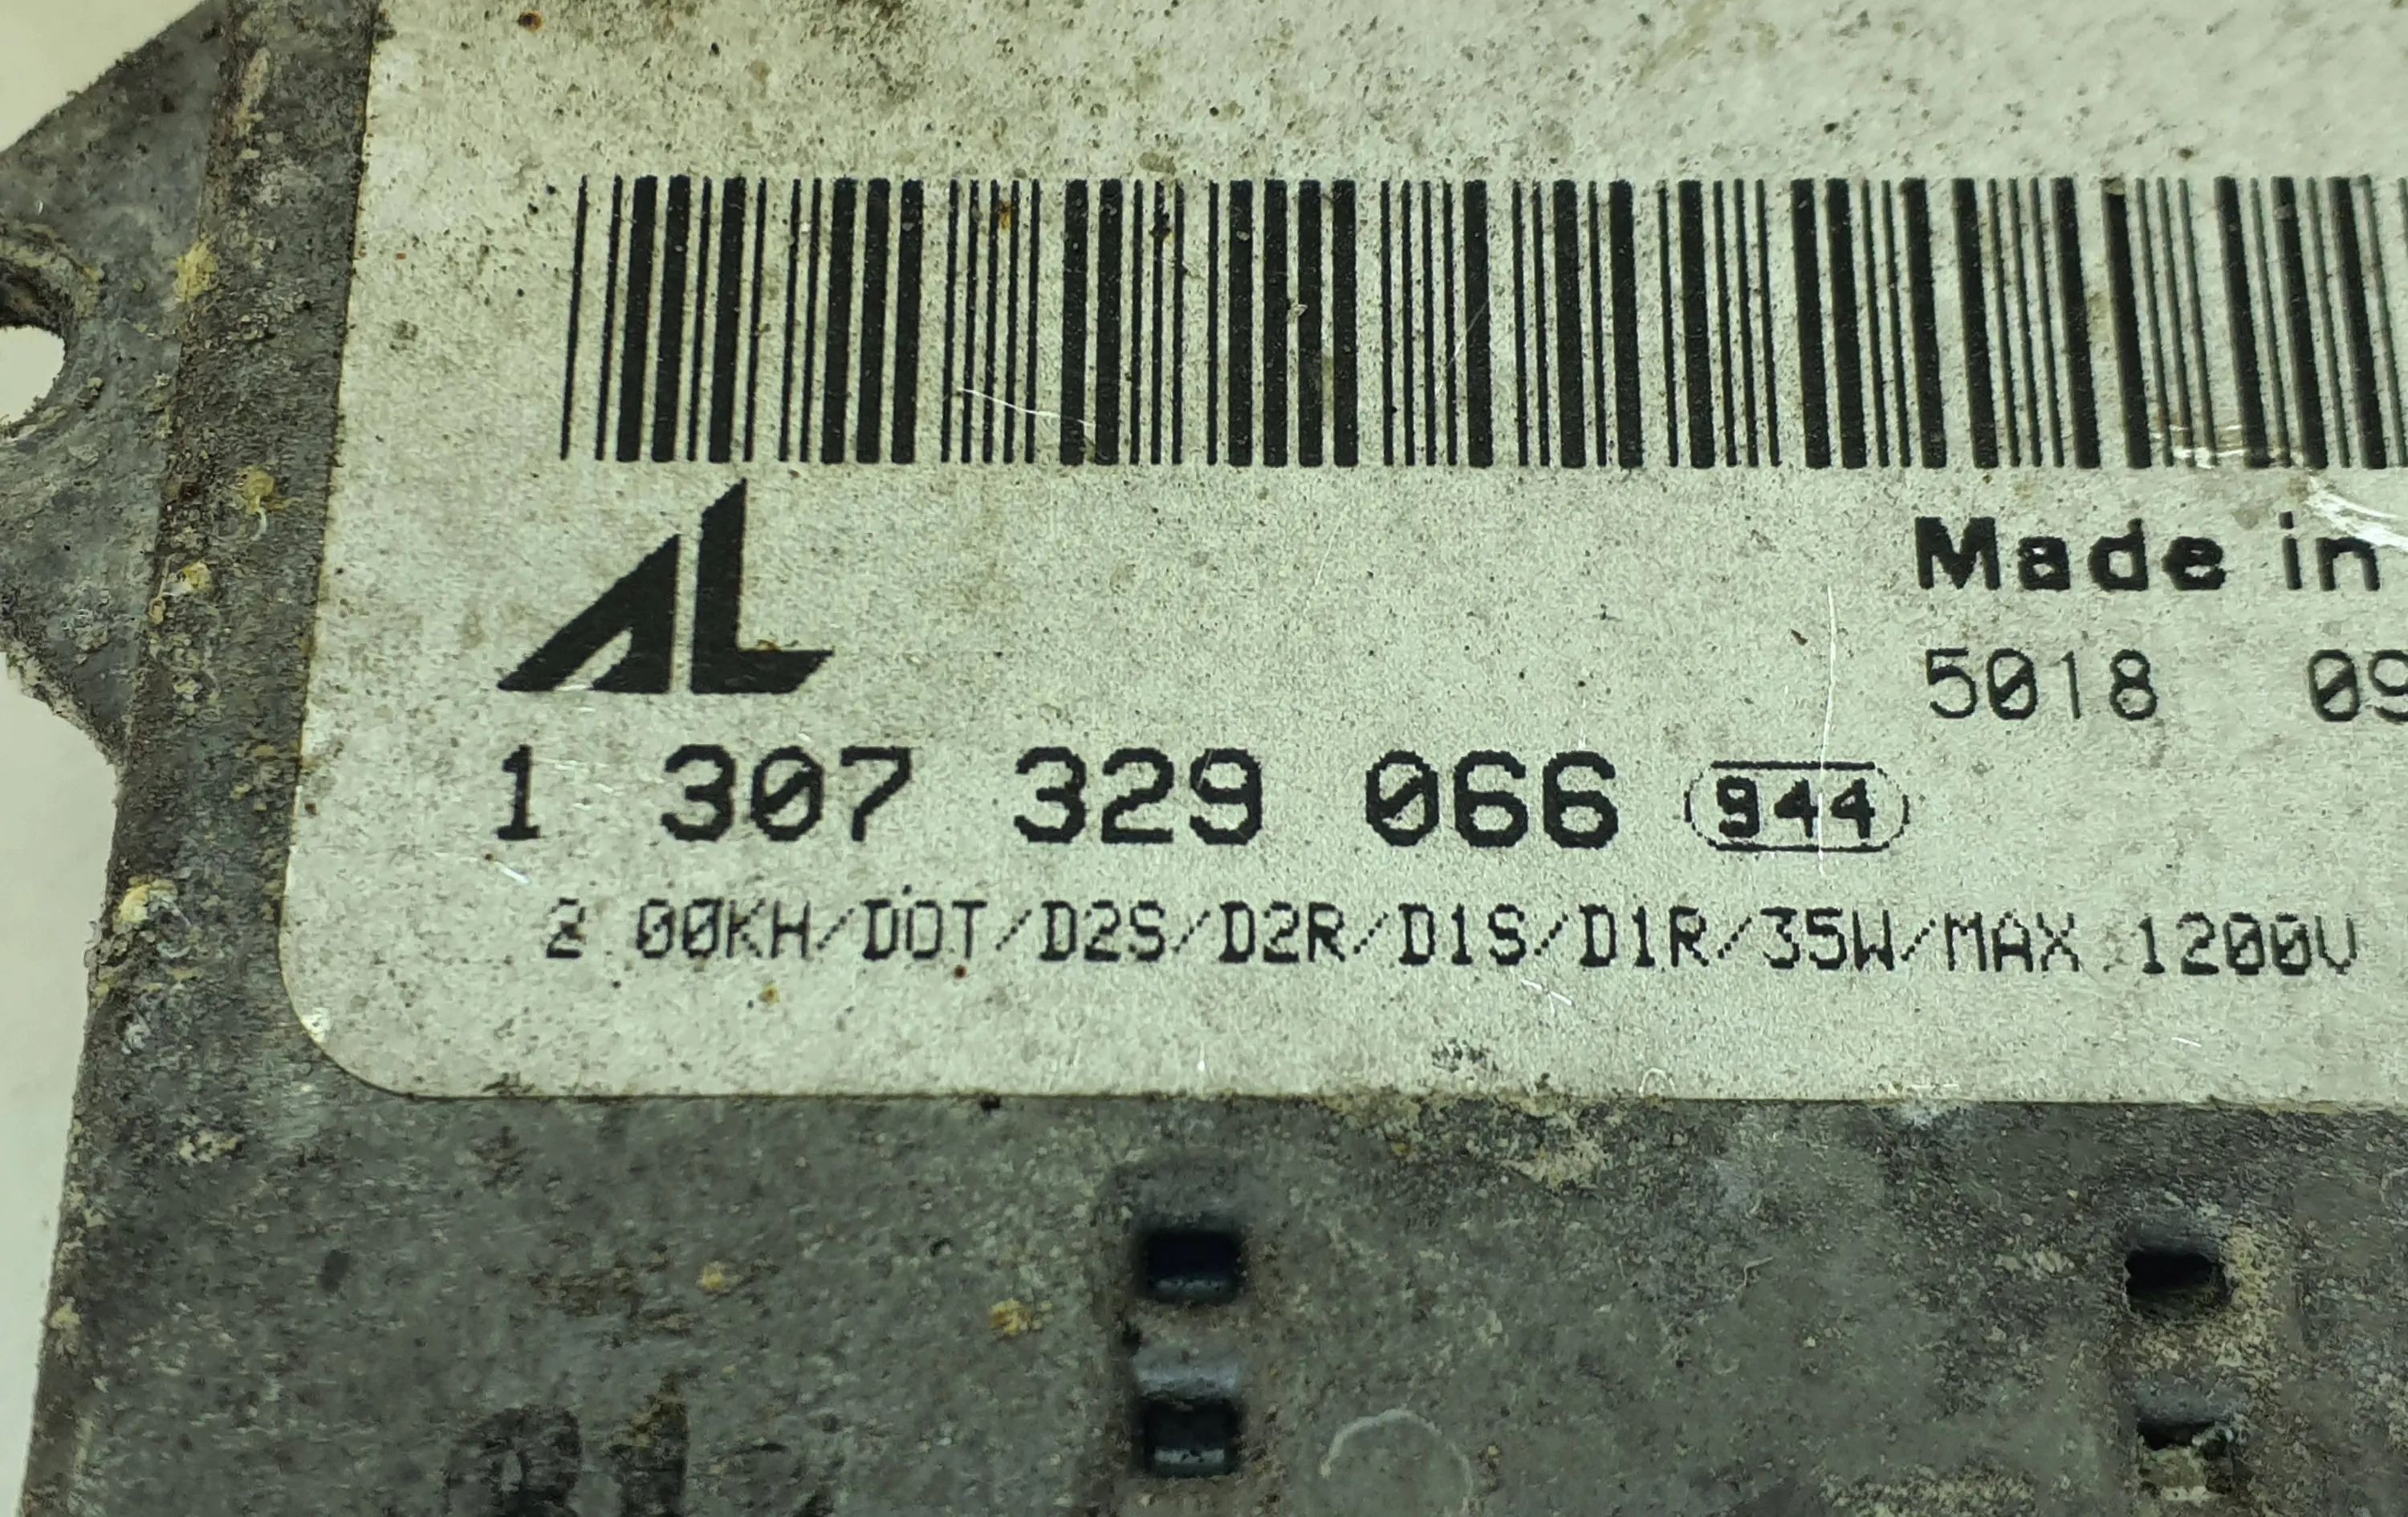 AL
Made in
5018 09
1 307 329 066 944
2 00KH/DOT/D2S/D2R/D1S/D1R/35W/MAX 1200V